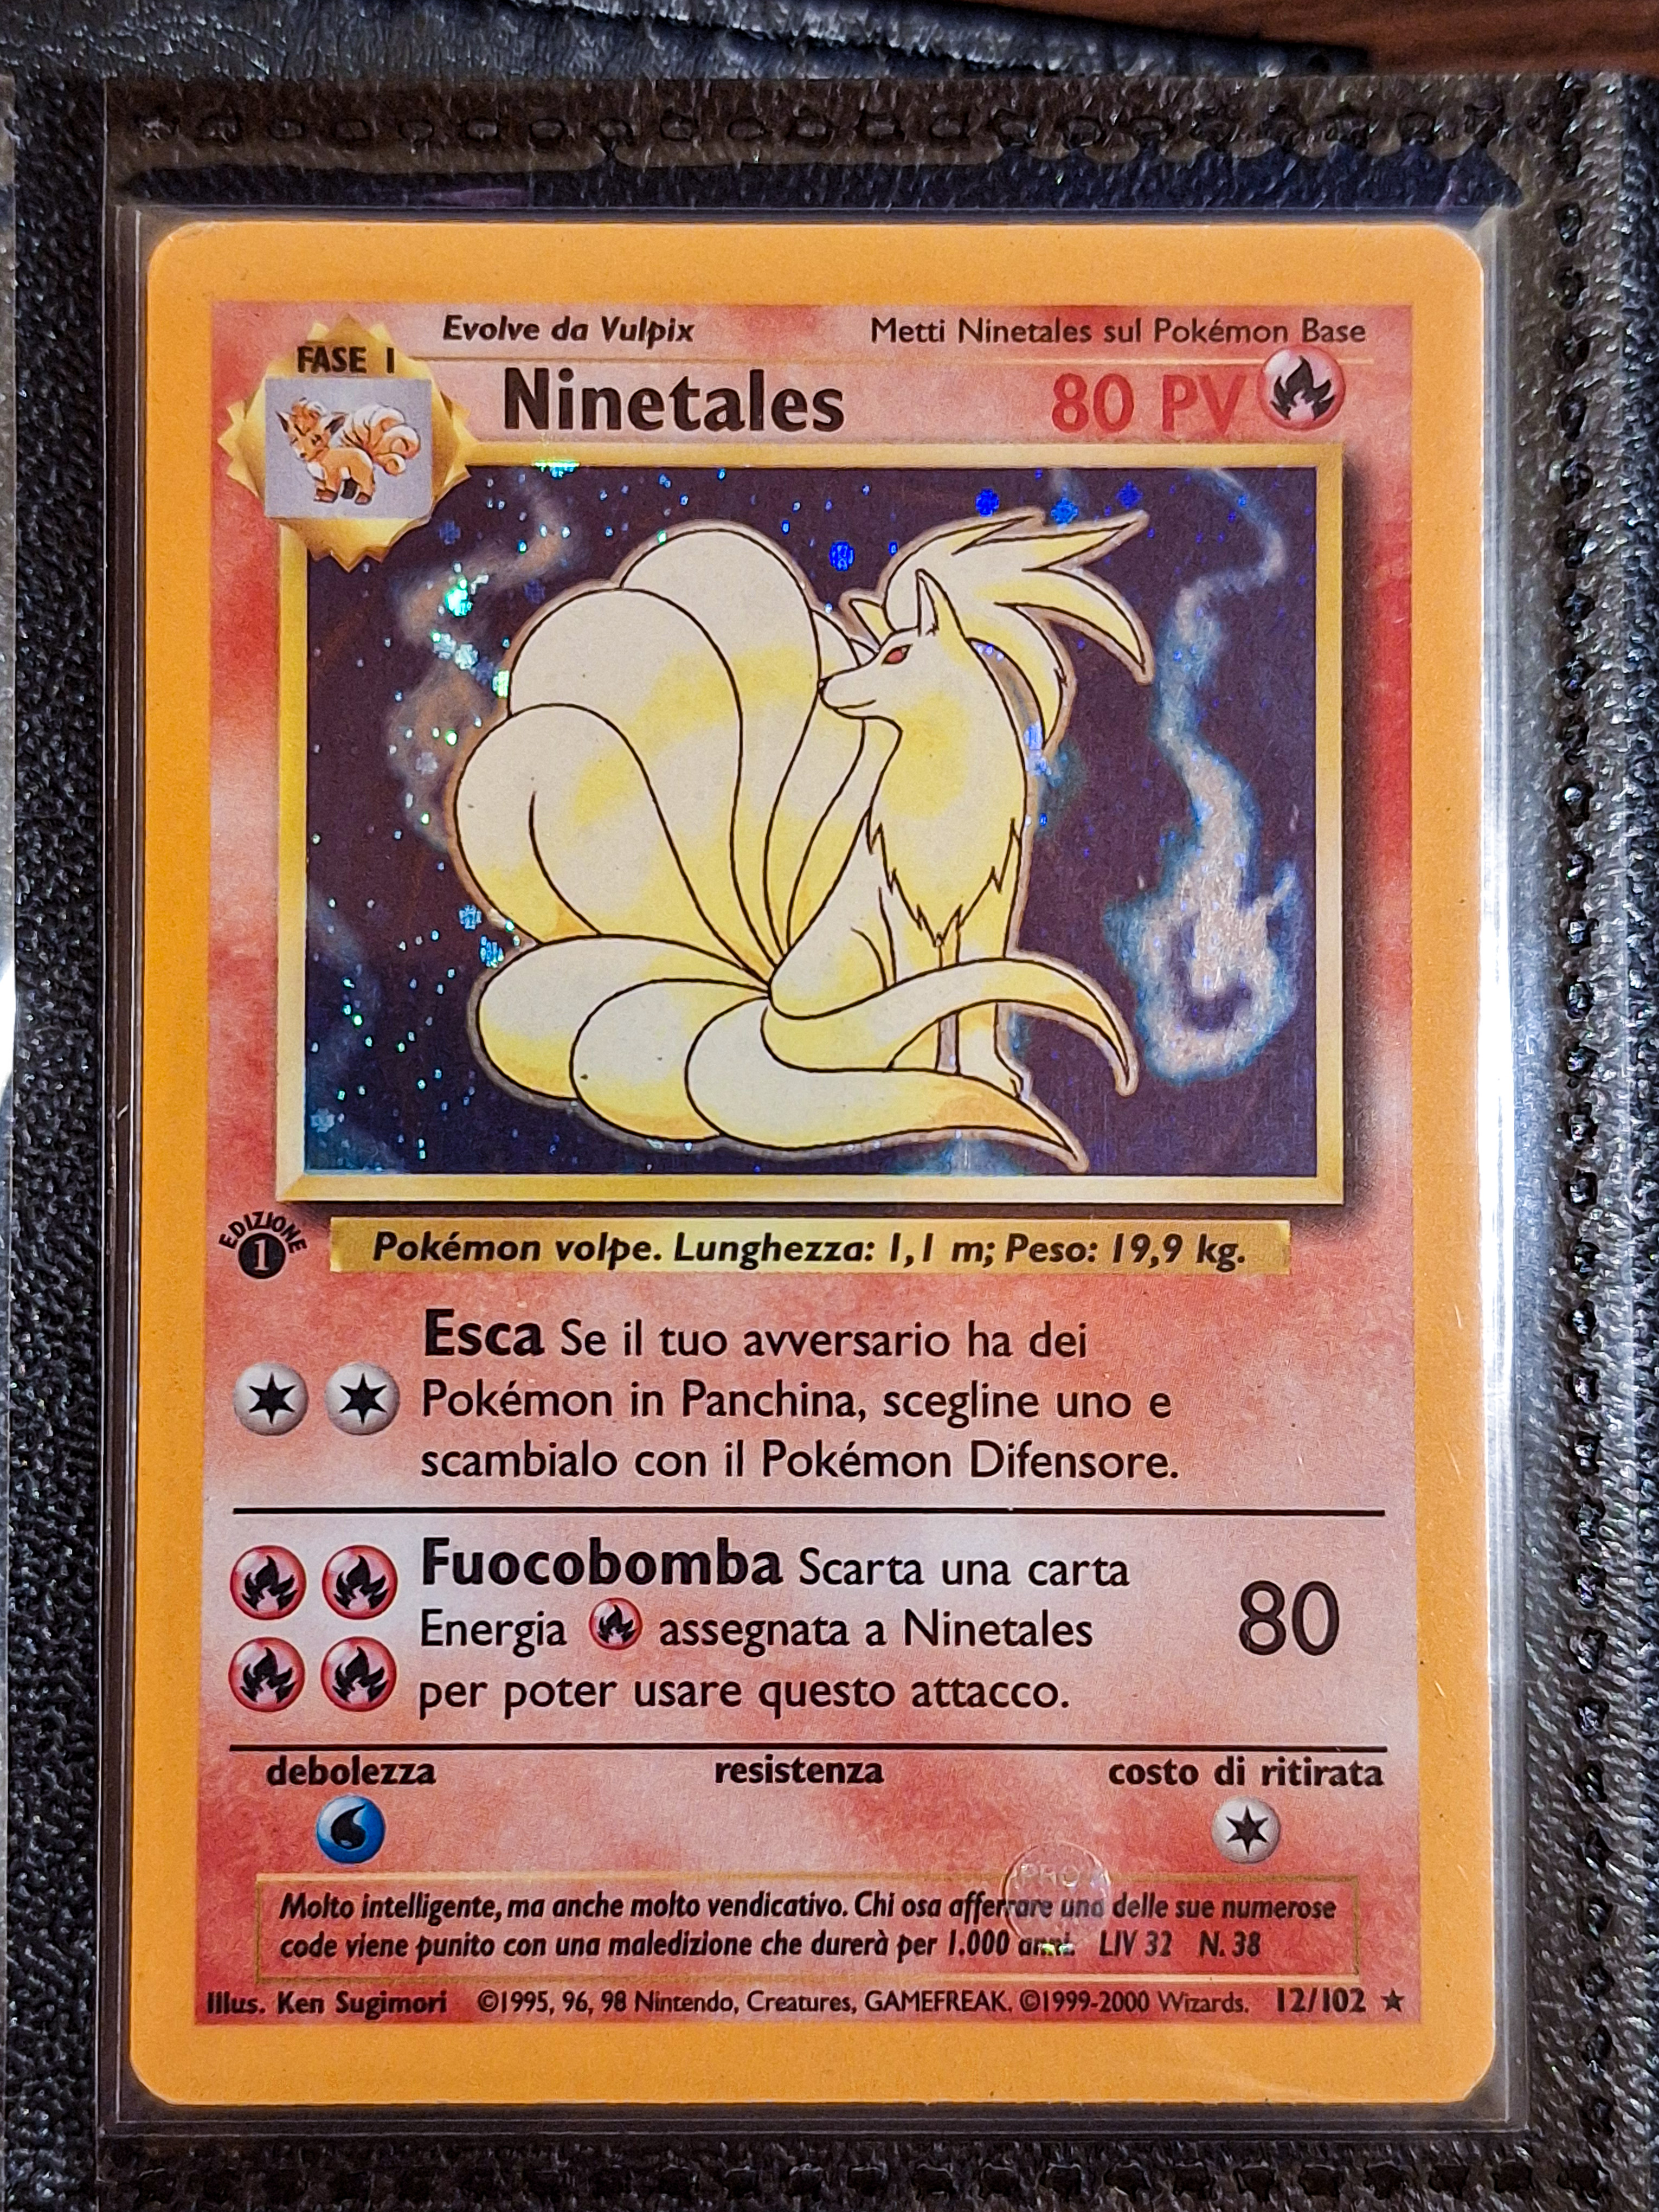 Evolve da Vulpix
Metti Ninetales sul Pokémon Base
FASE 1
Ninetales
80 PV
EDIZIONE
1
Pokémon volpe. Lunghezza: 1,1 m; Peso: 19,9 kg.
Esca Se il tuo avversario ha dei
Pokémon in Panchina, scegline uno e
scambialo con il Pokémon Difensore.
Fuocobomba Scarta una carta
Energia assegnata a Ninetales
per poter usare questo attacco.
80
debolezza
resistenza
costo di ritirata
Molto intelligente, ma anche molto vendicativo. Chi osa afferrare una delle sue numerose
code viene punito con una maledizione che durerà per 1.000 anni. LIV 32 N. 38
Illus. Ken Sugimori ©1995, 96, 98 Nintendo, Creatures, GAMEFREAK. ©1999-2000 Wizards. 12/102